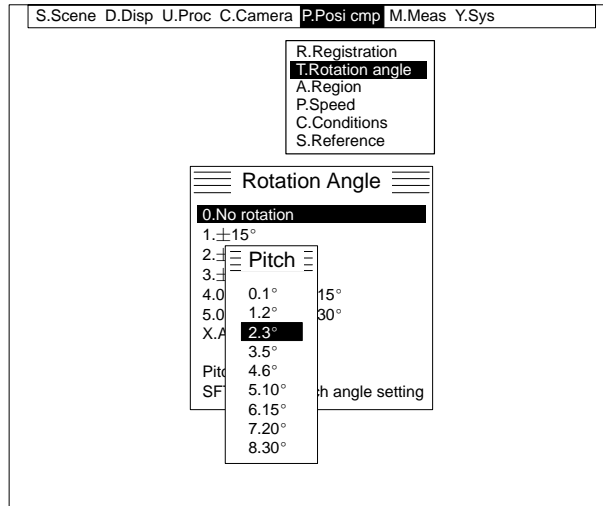 S.Scene D.Disp U.Proc C.Camera P.Posi cmp M.Meas Y.Sys
R.Registration
T.Rotation angle
A.Region
P.Speed
C.Conditions
S.Reference
Rotation Angle
0.No rotation
1.±15°
2.±
3.±
4.0 15°
5.0 30°
X.A
Pitc
SF ch angle setting
Pitch
0.1°
1.2°
2.3°
3.5°
4.6°
5.10°
6.15°
7.20°
8.30°